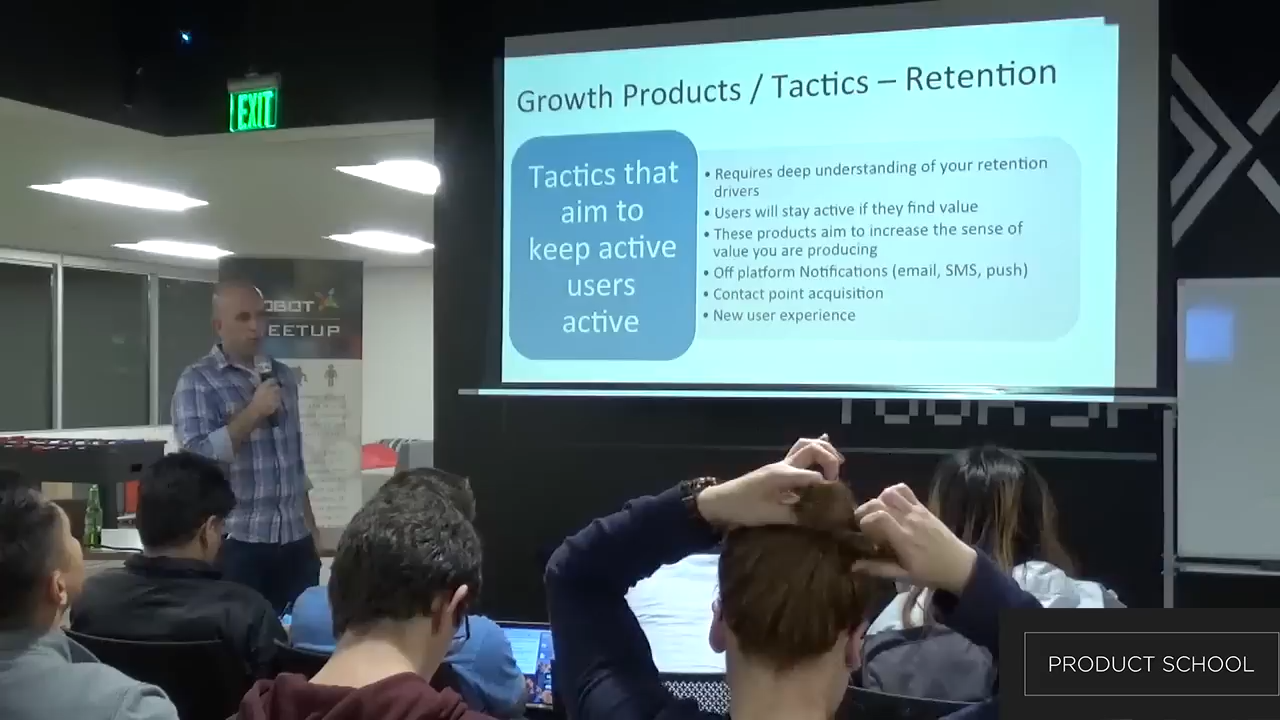 EXIT
Growth Products / Tactics – Retention
Tactics that
aim to
keep active
users
active
• Requires deep understanding of your retention
drivers
• Users will stay active if they find value
• These products aim to increase the sense of
value you are producing
• Off platform Notifications (email, SMS, push)
• Contact point acquisition
• New user experience
PRODUCT SCHOOL